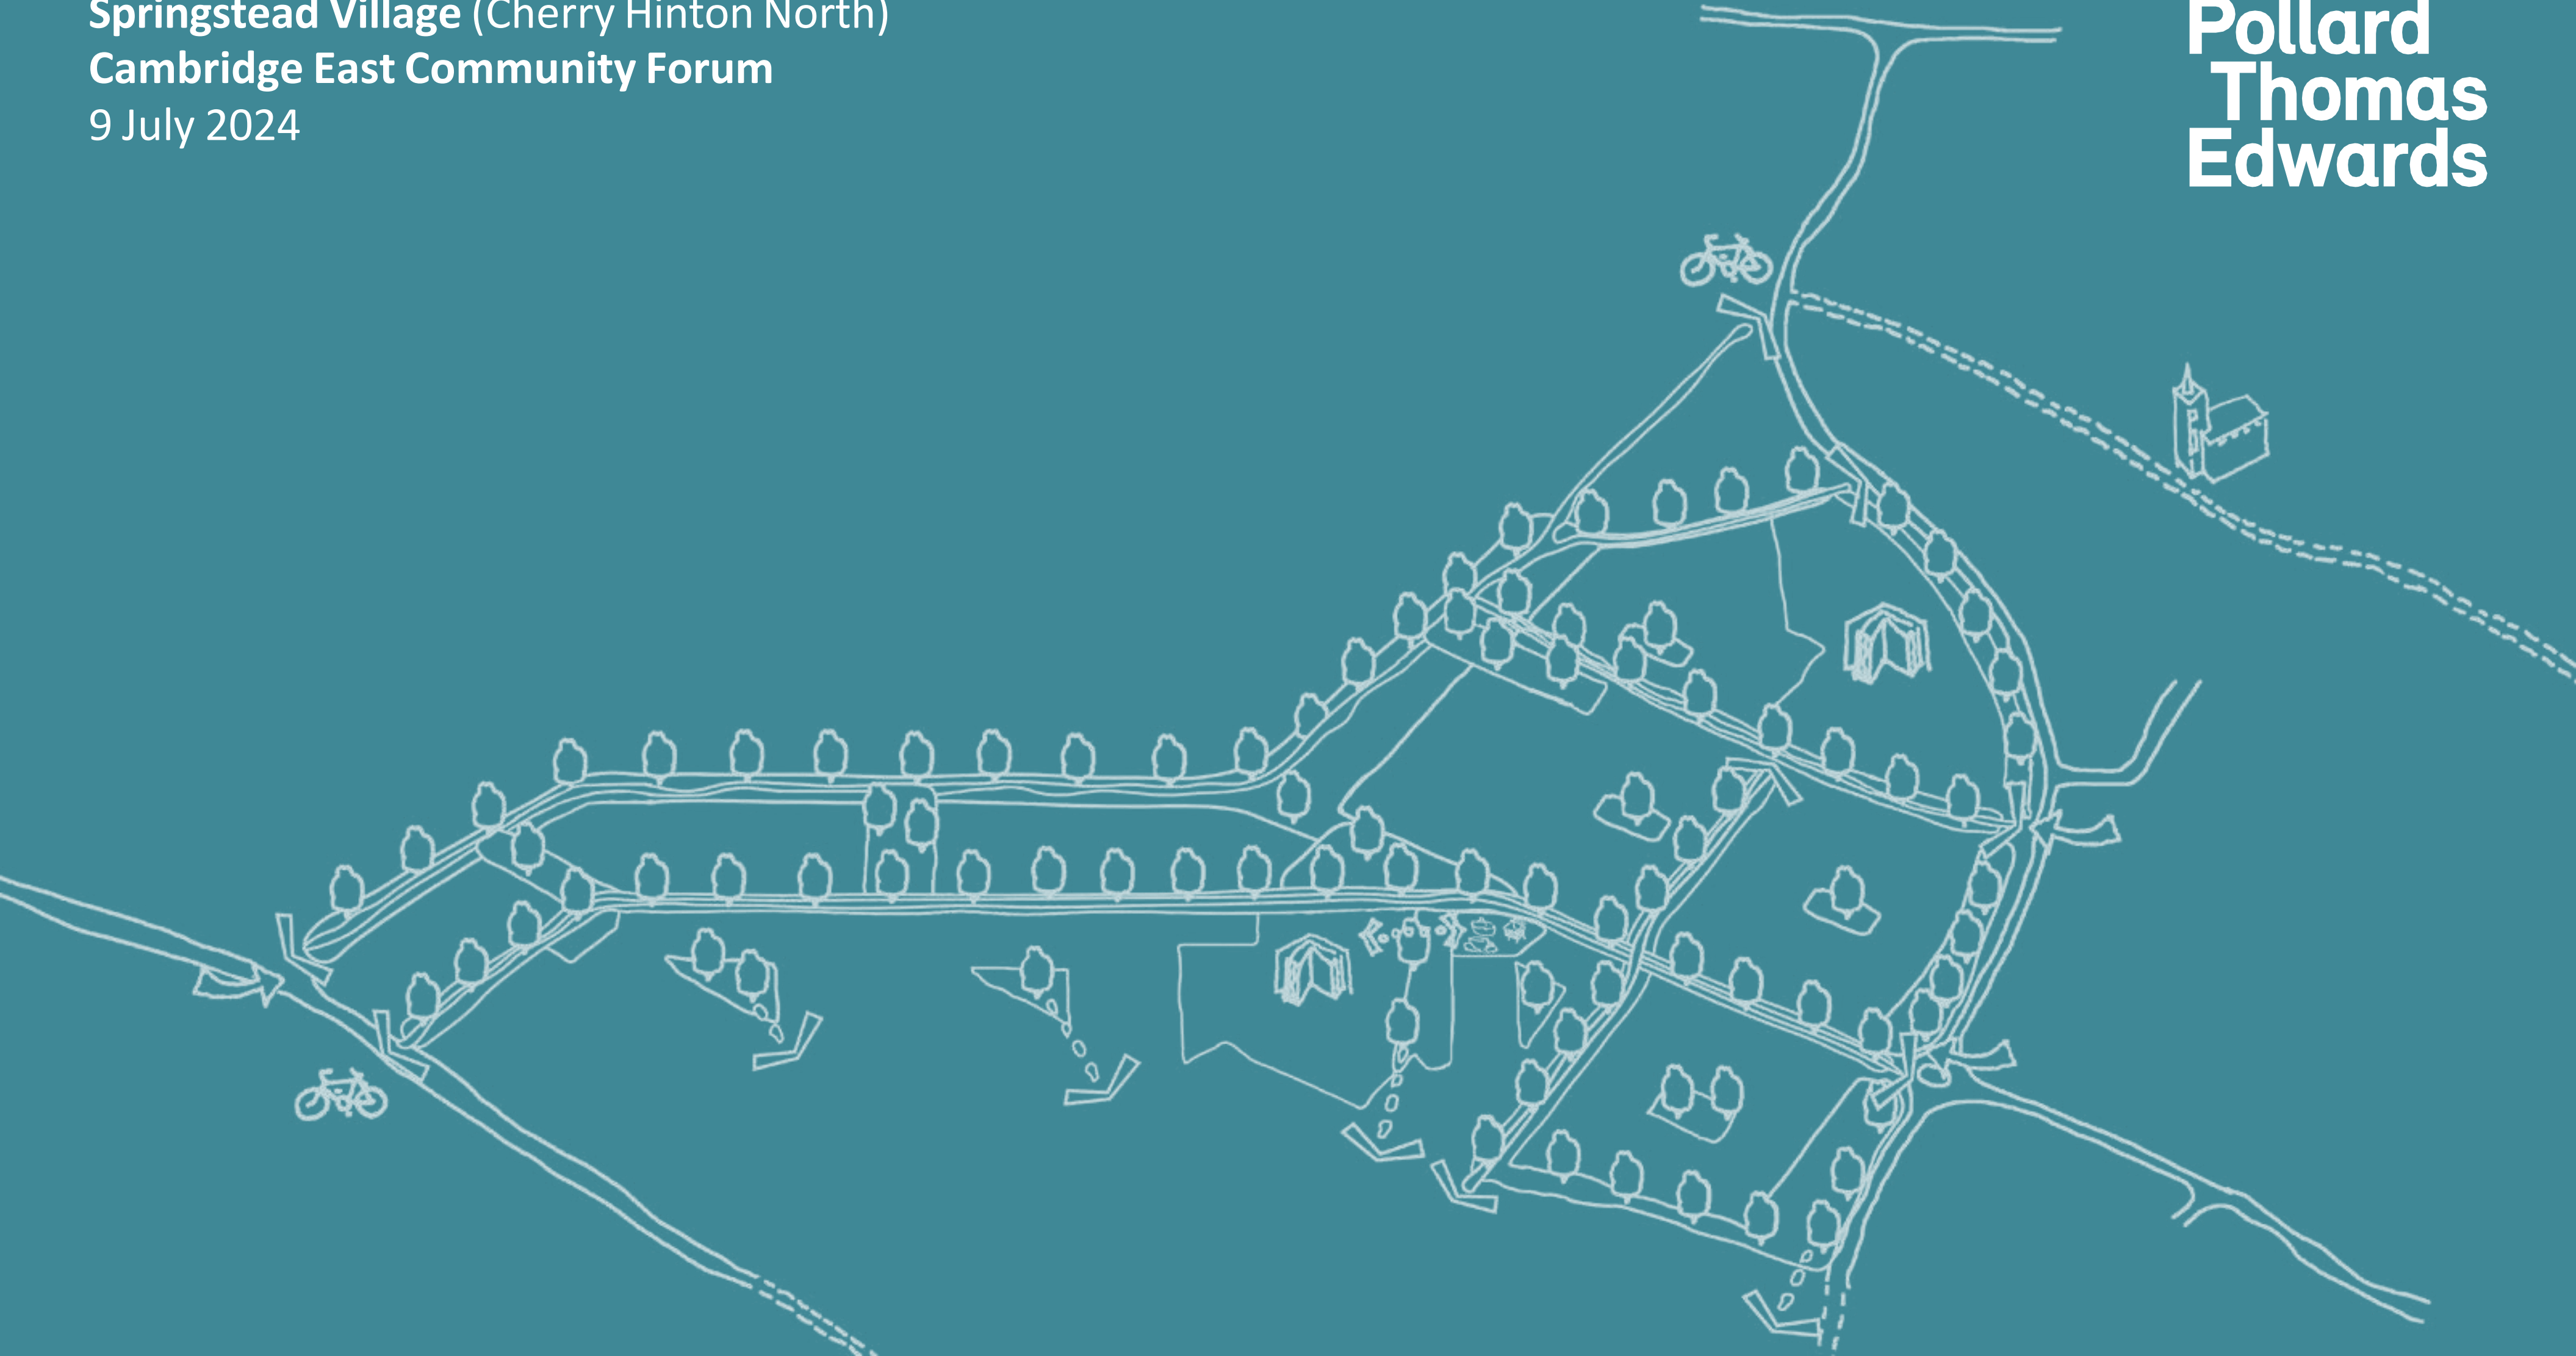 Springstead Village (Cherry Hinton North)
Cambridge East Community Forum
9 July 2024
Pollard
Thomas
Edwards